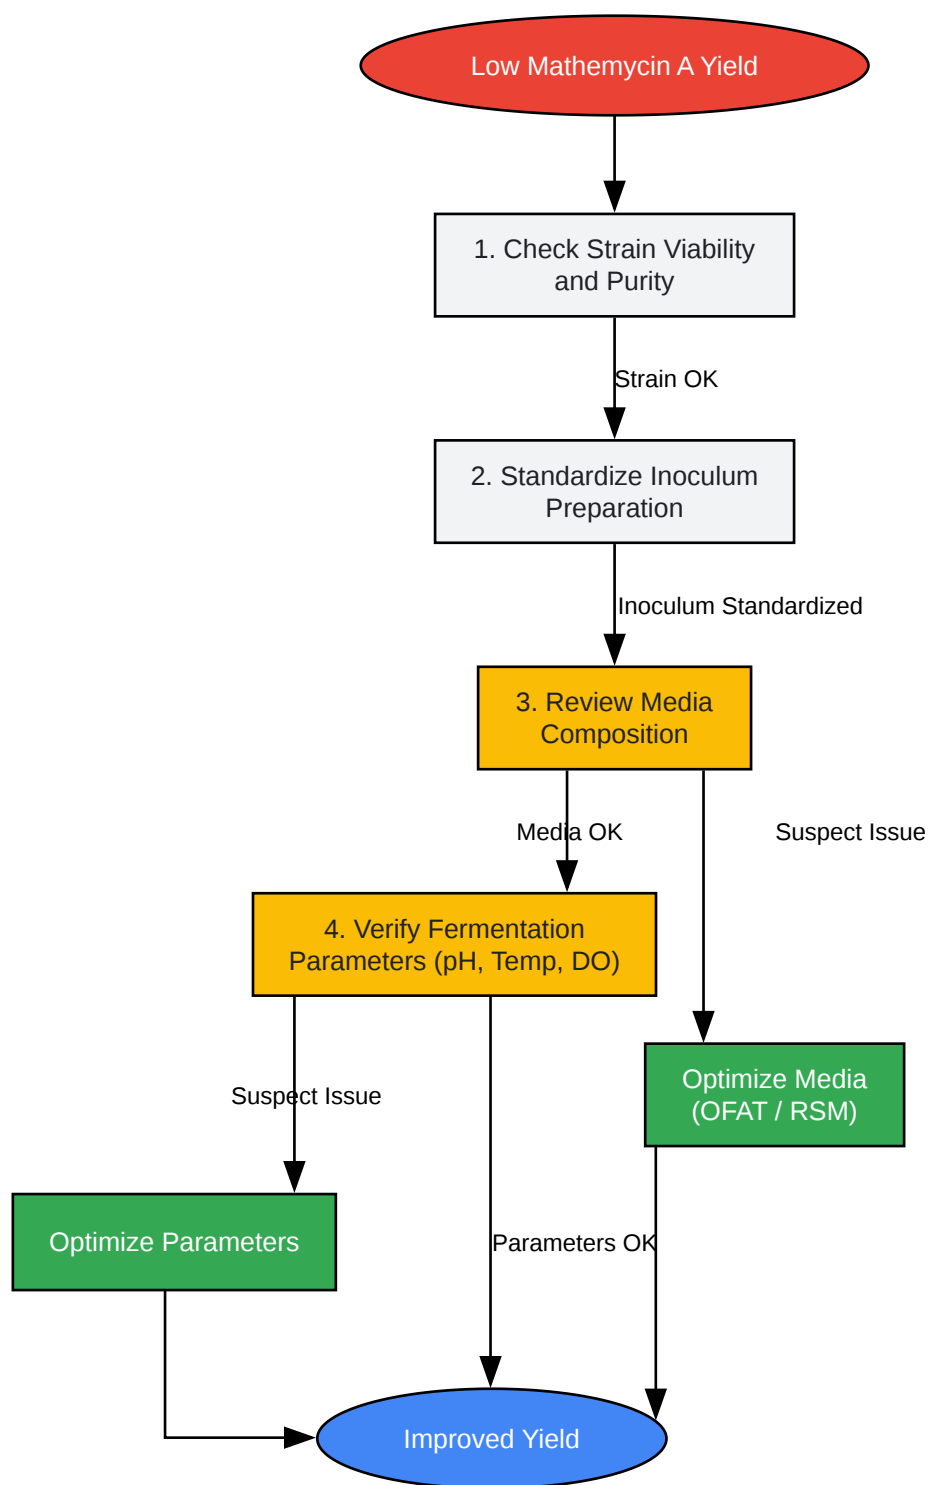 Low Mathemycin A Yield
1. Check Strain Viability
and Purity
Strain OK
2. Standardize Inoculum
Preparation
Inoculum Standardized
3. Review Media
Composition
Media OK
Suspect Issue
4. Verify Fermentation
Parameters (pH, Temp, DO)
Optimize Media
(OFAT / RSM)
Suspect Issue
Optimize Parameters
Parameters OK
Improved Yield